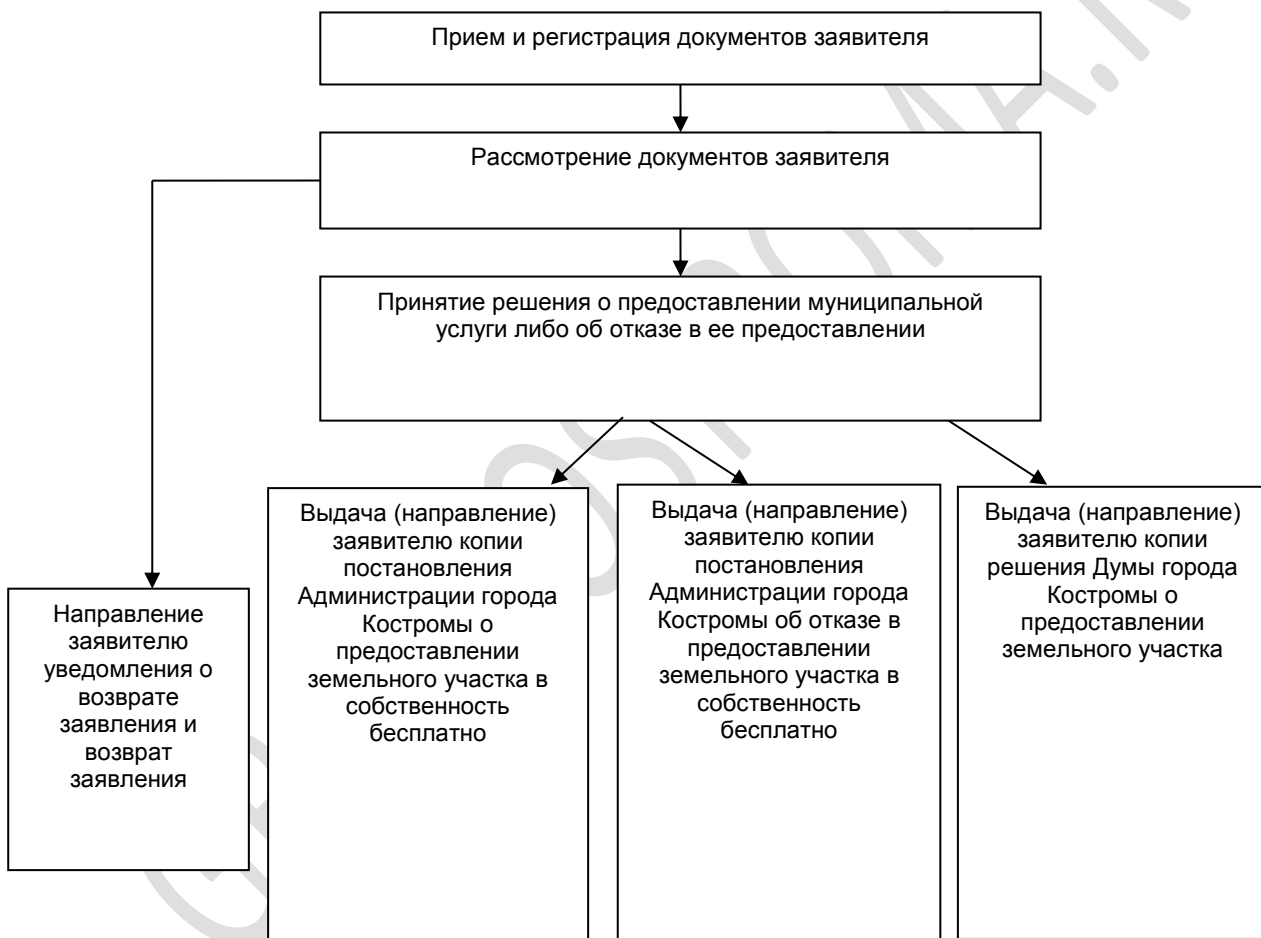 Прием и регистрация документов заявителя
Рассмотрение документов заявителя
Принятие решения о предоставлении муниципальной
услуги либо об отказе в ее предоставлении
Направление
заявителю
уведомления о
возврате
заявления и
возврат
заявления
Выдача (направление)
заявителю копии
постановления
Администрации города
Костромы о
предоставлении
земельного участка в
собственность
бесплатно
Выдача (направление)
заявителю копии
постановления
Администрации города
Костромы об отказе в
предоставлении
земельного участка в
собственность
бесплатно
Выдача (направление)
заявителю копии
решения Думы города
Костромы о
предоставлении
земельного участка